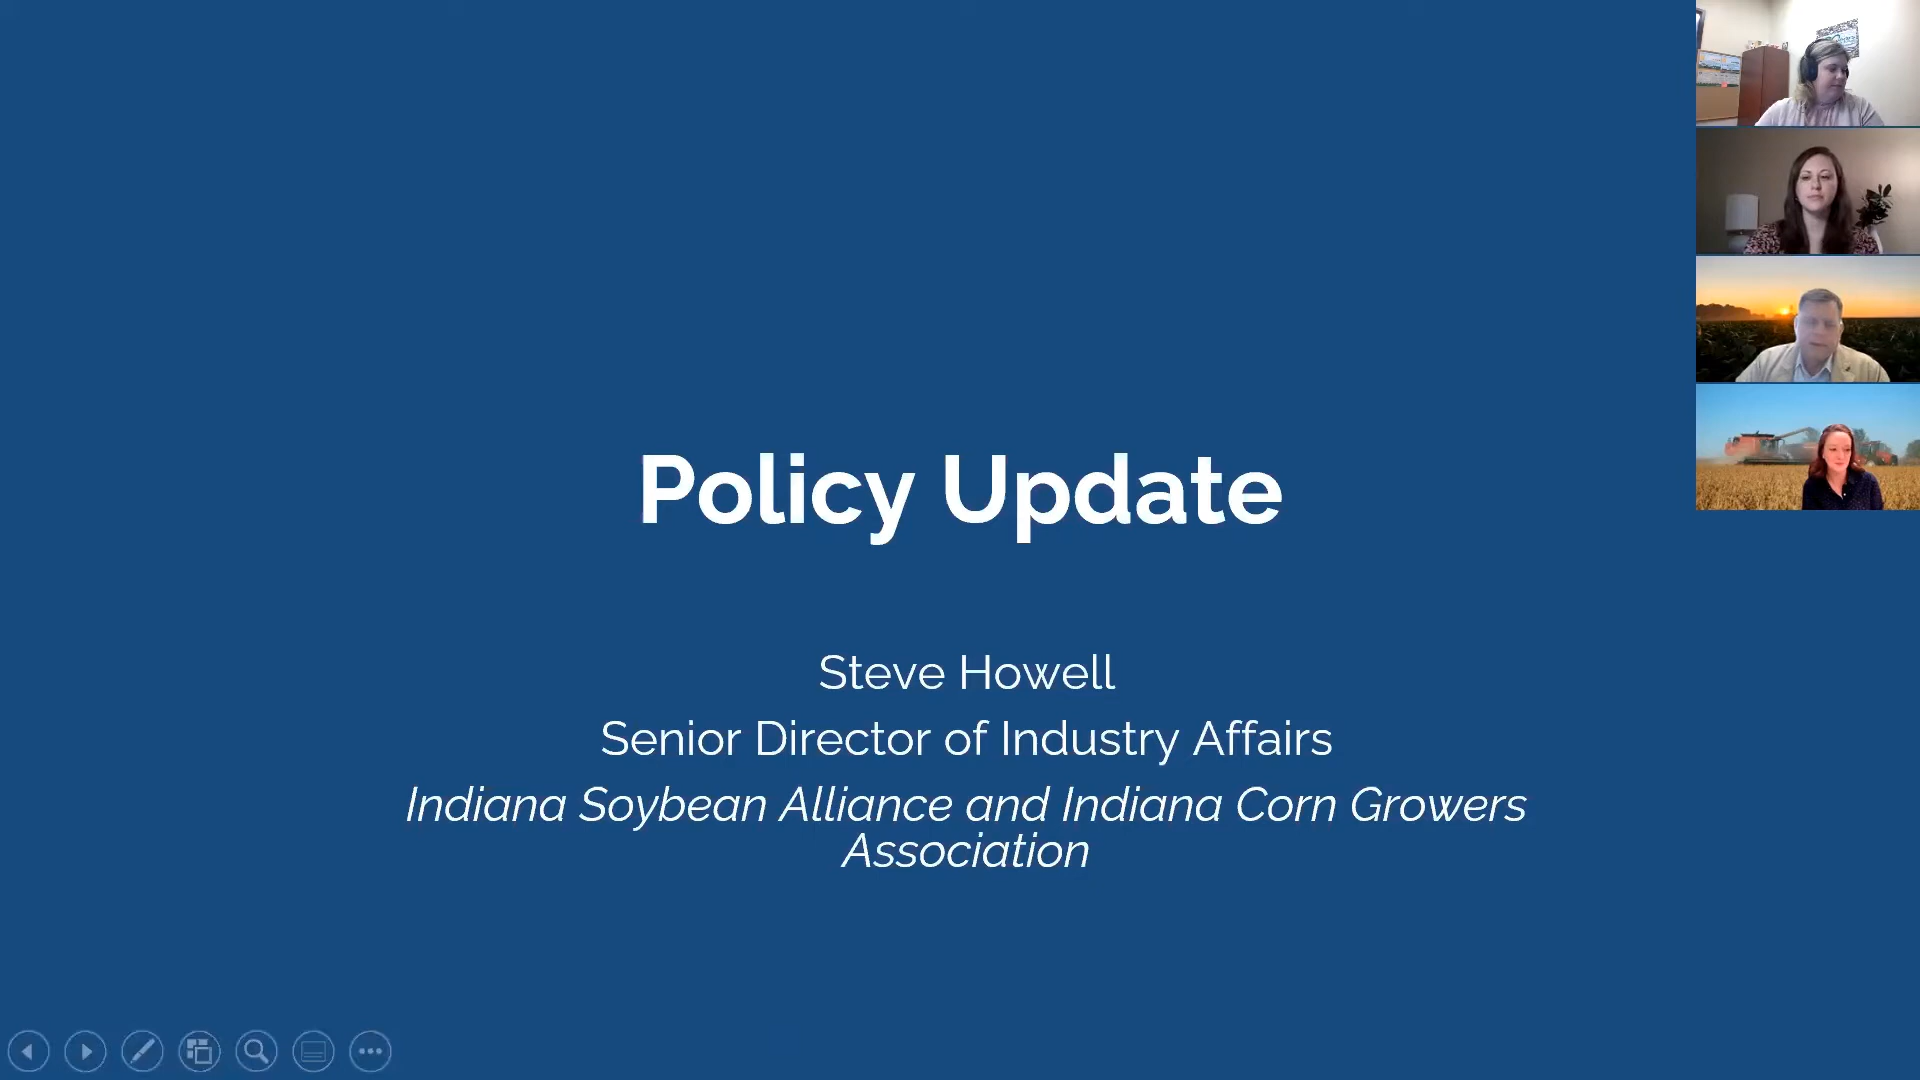 Policy Update
Steve Howell
Senior Director of Industry Affairs
Indiana Soybean Alliance and Indiana Corn Growers
Association